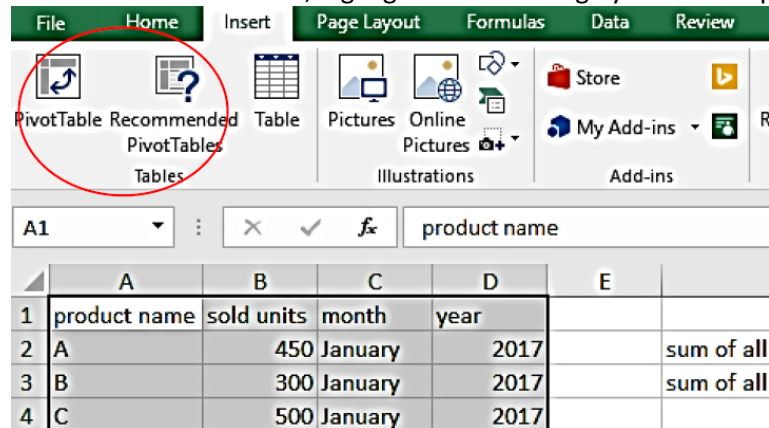 File Home Insert Page Layout Formulas Data Review
Store
PivotTable Recommended Table Pictures Online My Add-ins
PivotTables Pictures
Tables Illustrations Add-ins
A1 fx product name
A B C D E
1 product name sold units month year
2 A 450 January 2017 sum of all
3 B 300 January 2017 sum of all
4 C 500 January 2017